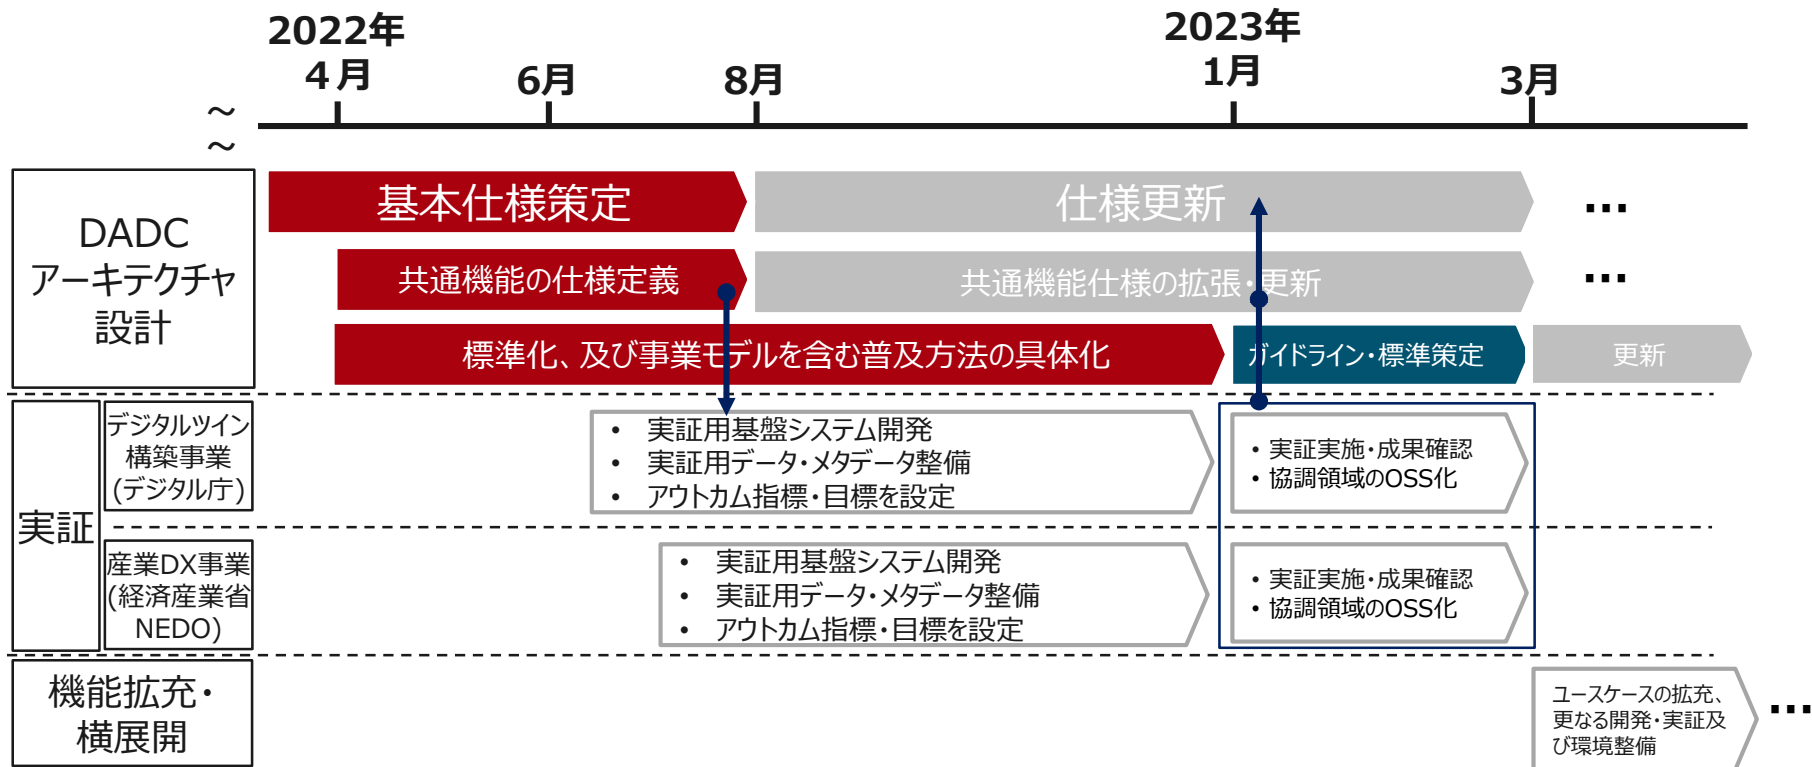 2022年
４月
6月
8月
2023年
1月
3月
～
～
DADC
アーキテクチャ
設計
基本仕様策定
仕様更新
…
共通機能の仕様定義
共通機能仕様の拡張・更新
…
標準化、及び事業モデルを含む普及方法の具体化
ガイドライン・標準策定
更新
実証
デジタルツイン
構築事業
(デジタル庁)
• 実証用基盤システム開発
• 実証用データ・メタデータ整備
• アウトカム指標・目標を設定
• 実証実施・成果確認
• 協調領域のOSS化
産業DX事業
(経済産業省
NEDO)
• 実証用基盤システム開発
• 実証用データ・メタデータ整備
• アウトカム指標・目標を設定
• 実証実施・成果確認
• 協調領域のOSS化
機能拡充・
横展開
ユースケースの拡充、
更なる開発・実証及
び環境整備
…